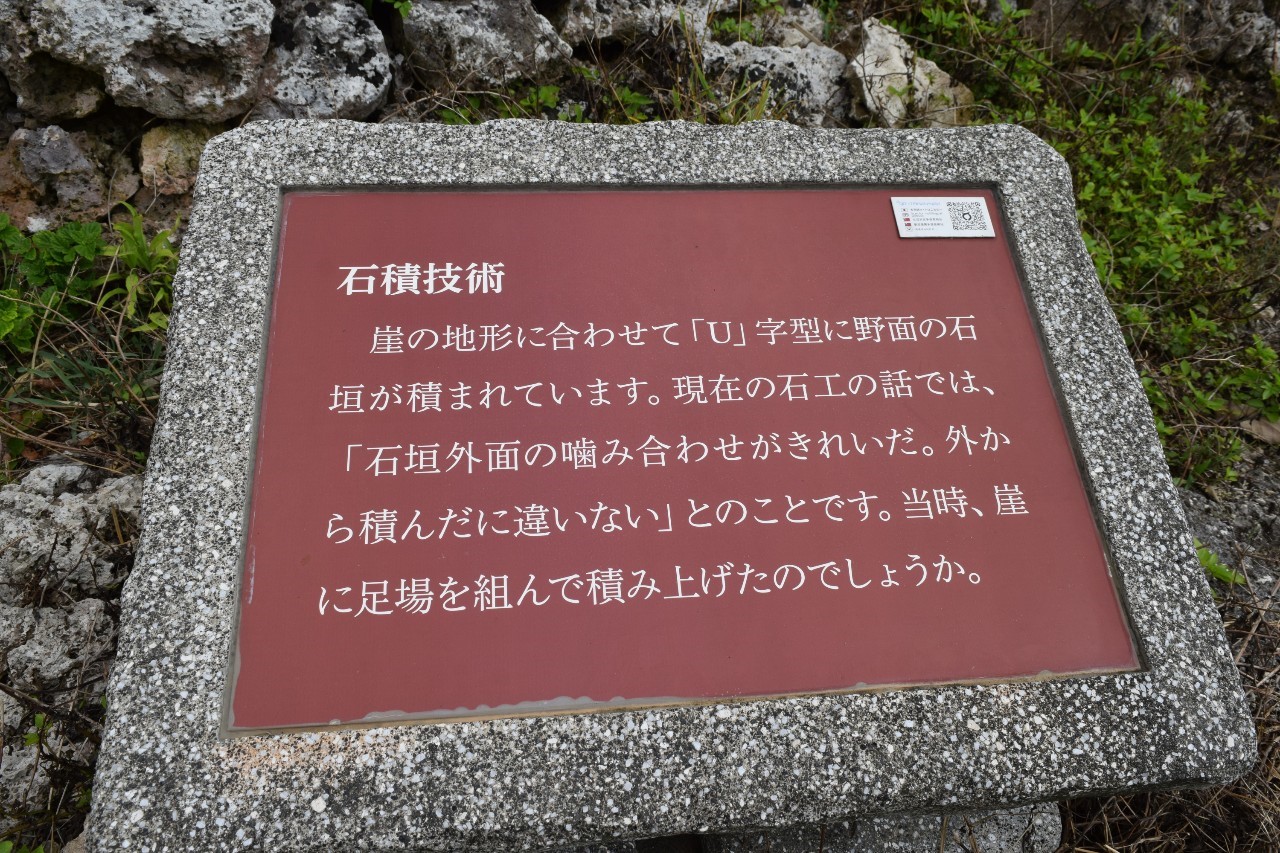 石積技術
崖の地形に合わせて「U」字型に野面の石
垣が積まれています。現在の石工の話では、
「石垣外面の噛み合わせがきれいだ。外か
ら積んだに違いない」とのことです。当時、崖
に足場を組んで積み上げたのでしょうか。